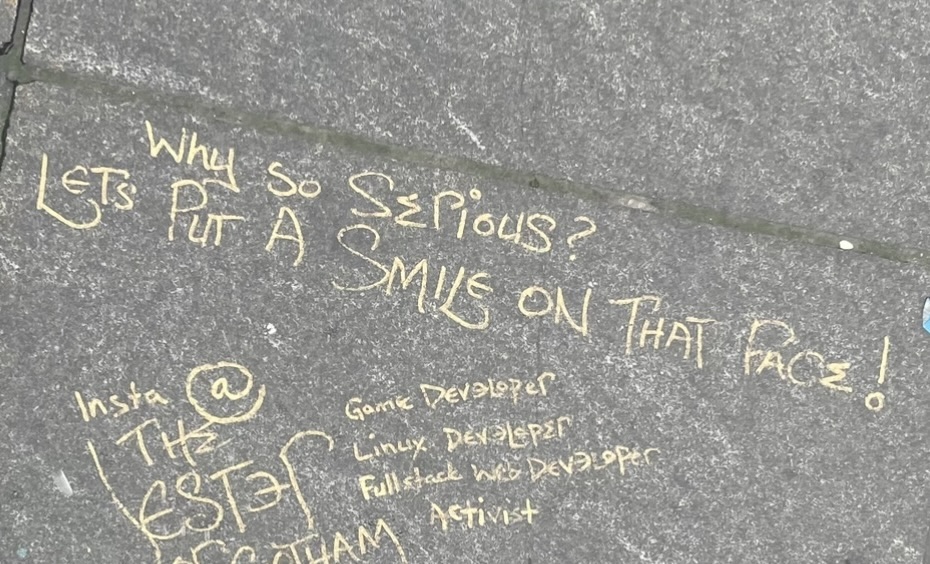 Why So SERiOUS?
LETS PUT A SMILE ON THAT FACE!
Insta @
THE
JESTER
OF GOTHAM
Game Developer
Linux Developer
Fullstack Web Developer
Activist